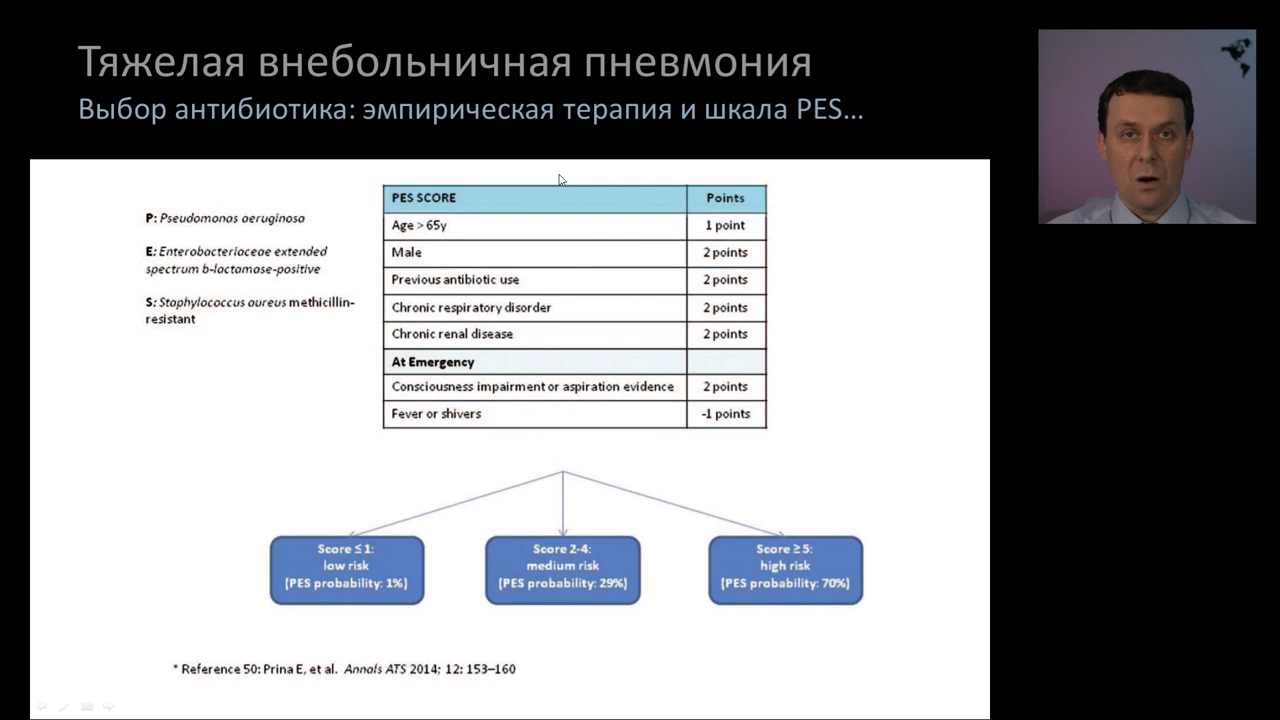 Тяжелая внебольничная пневмония
Выбор антибиотика: эмпирическая терапия и шкала PES…
P: Pseudomonas aeruginosa
E: Enterobacteriaceae extended
spectrum b-lactamase-positive
S: Staphylococcus aureus methicillin-
resistant
PES SCORE Points
Age > 65y 1 point
Male 2 points
Previous antibiotic use 2 points
Chronic respiratory disorder 2 points
Chronic renal disease 2 points
At Emergency
Consciousness impairment or aspiration evidence 2 points
Fever or shivers -1 points
Score ≤ 1:
low risk
(PES probability: 1%)
Score 2-4:
medium risk
(PES probability: 29%)
Score ≥ 5:
high risk
(PES probability: 70%)
* Reference 50: Prina E, et al. Annals ATS 2014; 12: 153–160